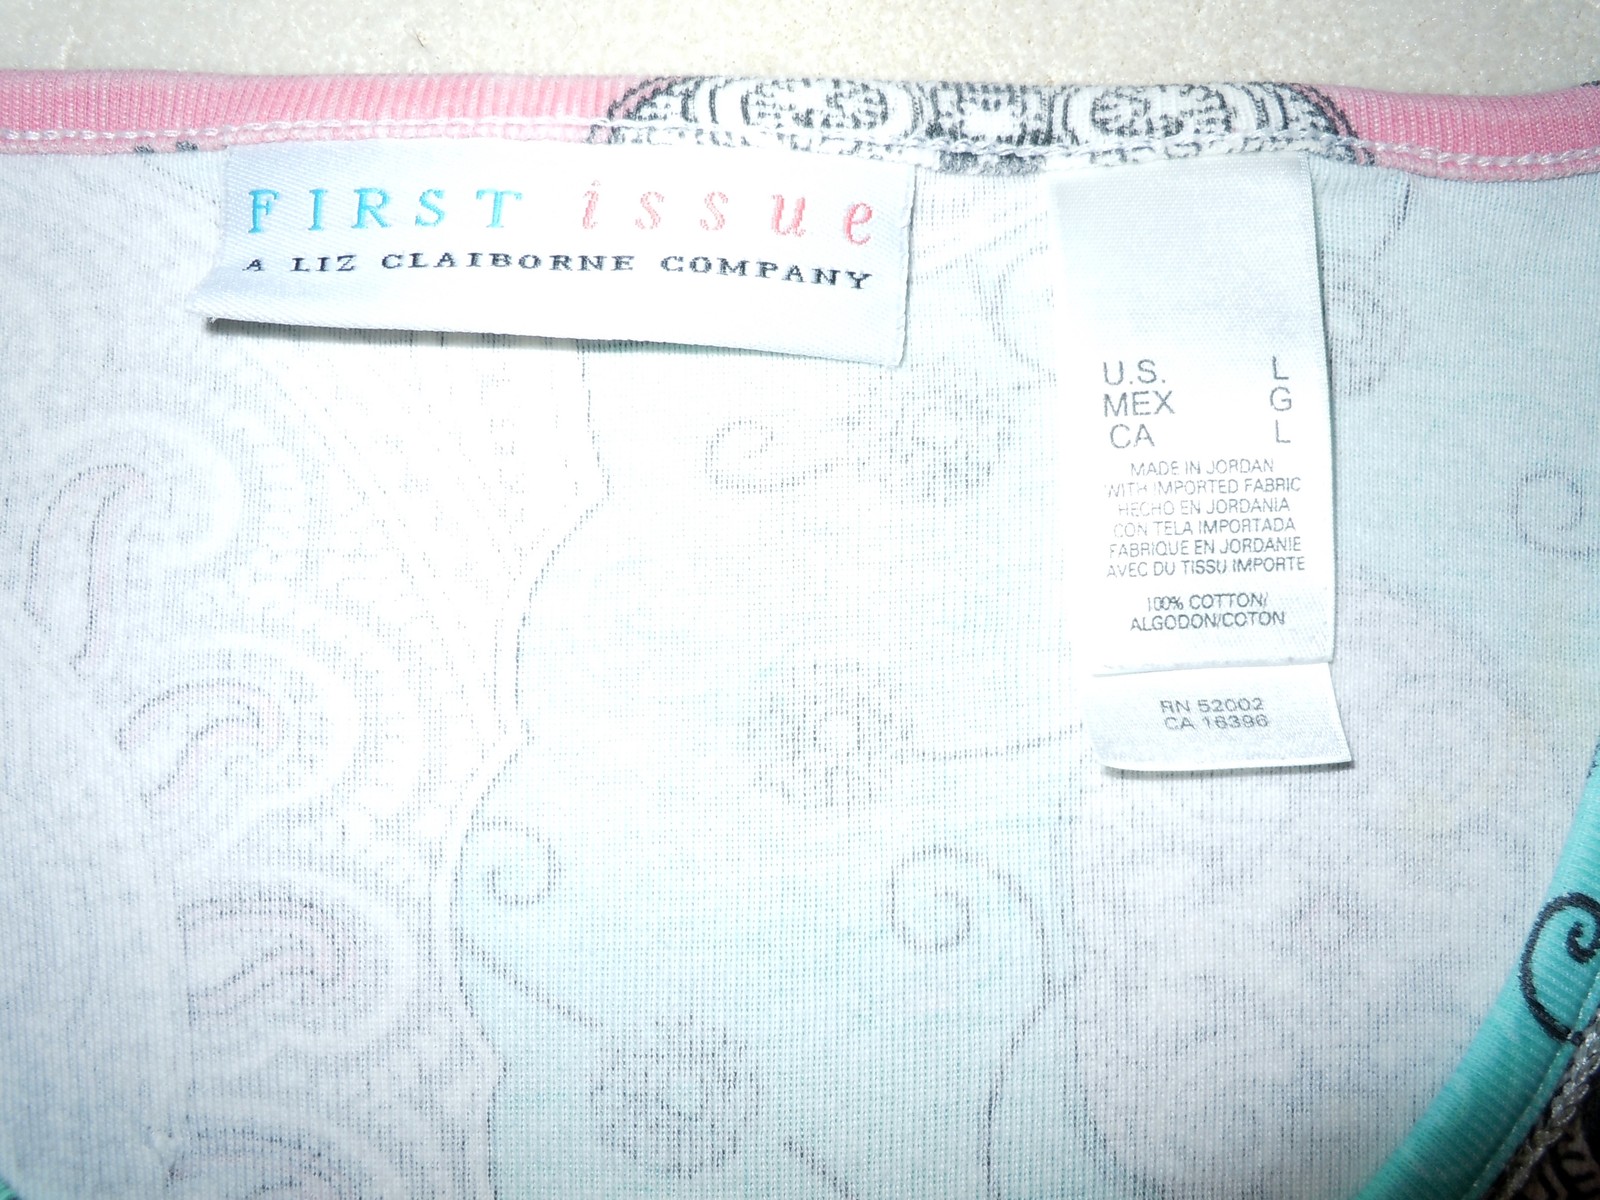 FIRST issue
A LIZ CLAIBORNE COMPANY
U.S. L
MEX G
CA L
MADE IN JORDAN
WITH IMPORTED FABRIC
HECHO EN JORDANIA
CON TELA IMPORTADA
FABRIQUE EN JORDANIE
AVEC DU TISSU IMPORTE
100% COTTON/
ALGODON/COTON
RN 52002
CA 16396